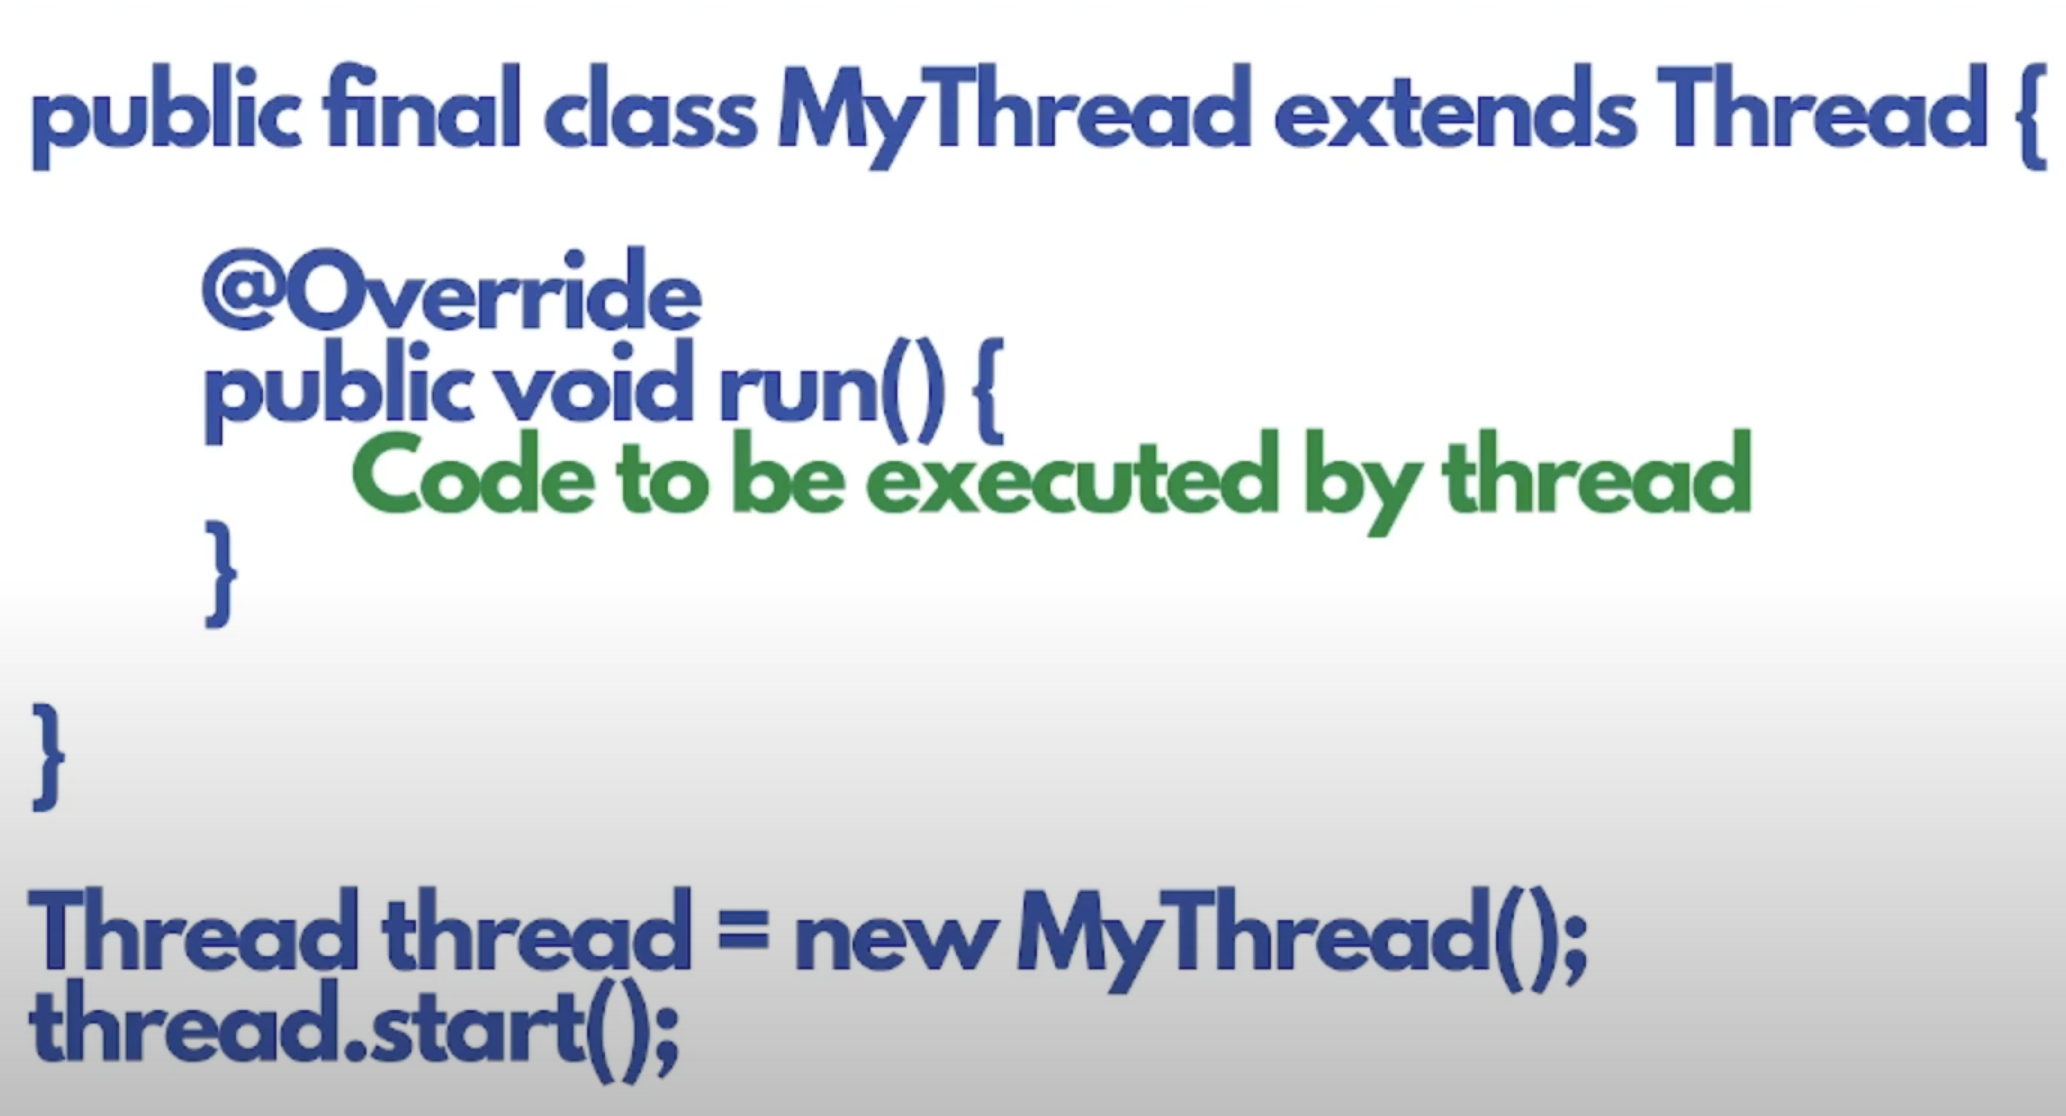 public final class MyThread extends Thread {
@Override
public void run() {
Code to be executed by thread
}
}
Thread thread = new MyThread();
thread.start();